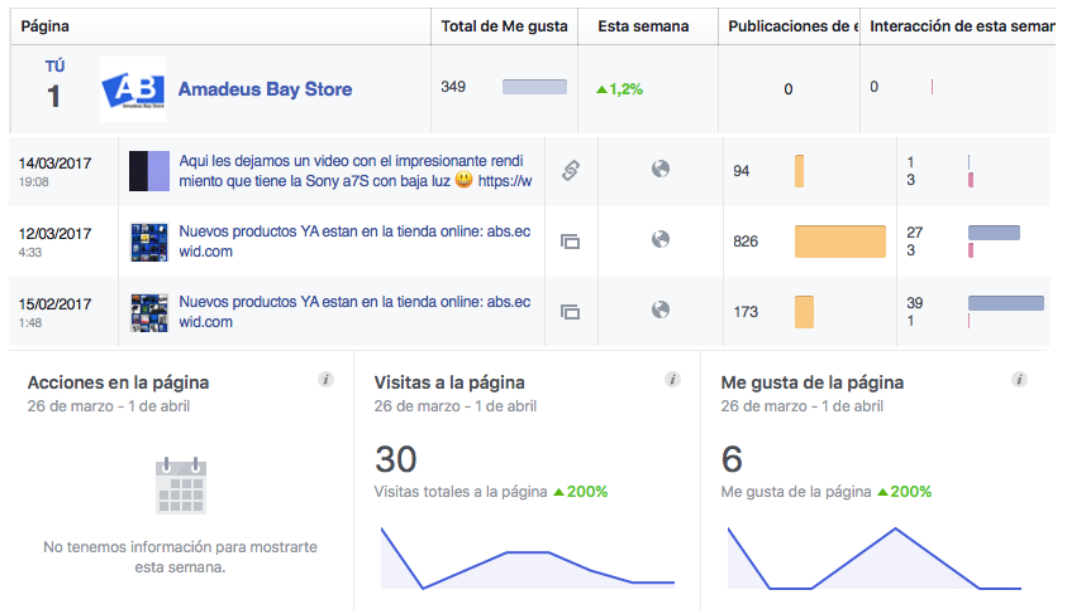 Página Total de Me gusta Esta semana Publicaciones de e Interacción de esta semar
TÚ
1
AB
Amadeus Bay Store
Amadeus Bay Store 349 ▲1,2% 0 0
14/03/2017
19:08
Aqui les dejamos un video con el impresionante rendi
miento que tiene la Sony a7S con baja luz 😃 https://w
94
1
3
12/03/2017
4:33
Nuevos productos YA estan en la tienda online: abs.ec
wid.com
826
27
3
15/02/2017
1:48
Nuevos productos YA estan en la tienda online: abs.ec
wid.com
173
39
1
Acciones en la página
26 de marzo - 1 de abril
No tenemos información para mostrarte
esta semana.
Visitas a la página
26 de marzo - 1 de abril
30
Visitas totales a la página ▲200%
Me gusta de la página
26 de marzo - 1 de abril
6
Me gusta de la página ▲200%